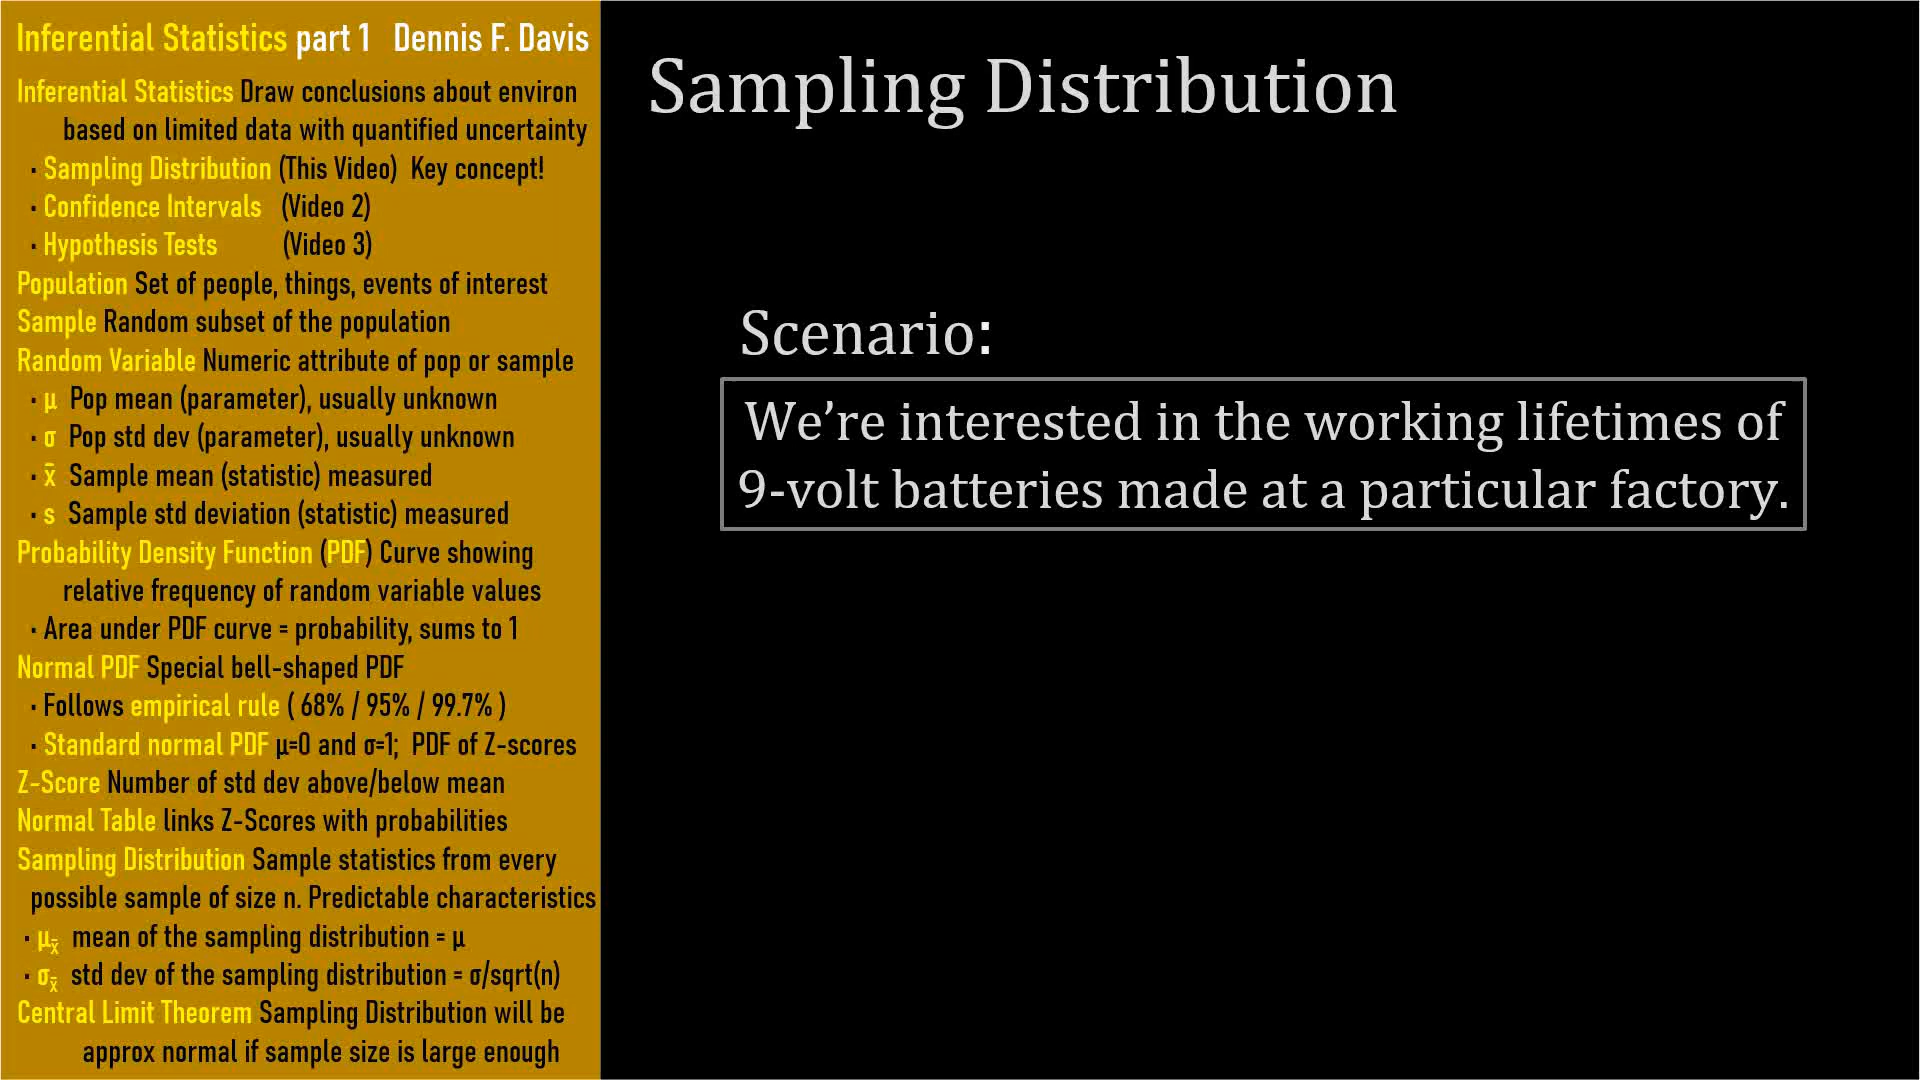 Inferential Statistics part 1 Dennis F. Davis
Inferential Statistics Draw conclusions about environ
based on limited data with quantified uncertainty
· Sampling Distribution (This Video) Key concept!
· Confidence Intervals (Video 2)
· Hypothesis Tests (Video 3)
Population Set of people, things, events of interest
Sample Random subset of the population
Random Variable Numeric attribute of pop or sample
· μ Pop mean (parameter), usually unknown
· σ Pop std dev (parameter), usually unknown
· x̄ Sample mean (statistic) measured
· s Sample std deviation (statistic) measured
Probability Density Function (PDF) Curve showing
relative frequency of random variable values
· Area under PDF curve = probability, sums to 1
Normal PDF Special bell-shaped PDF
· Follows empirical rule ( 68% / 95% / 99.7% )
· Standard normal PDF μ=0 and σ=1; PDF of Z-scores
Z-Score Number of std dev above/below mean
Normal Table links Z-Scores with probabilities
Sampling Distribution Sample statistics from every
possible sample of size n. Predictable characteristics
· μx̄ mean of the sampling distribution = μ
· σx̄ std dev of the sampling distribution = σ/sqrt(n)
Central Limit Theorem Sampling Distribution will be
approx normal if sample size is large enough
Sampling Distribution
Scenario:
We’re interested in the working lifetimes of
9-volt batteries made at a particular factory.